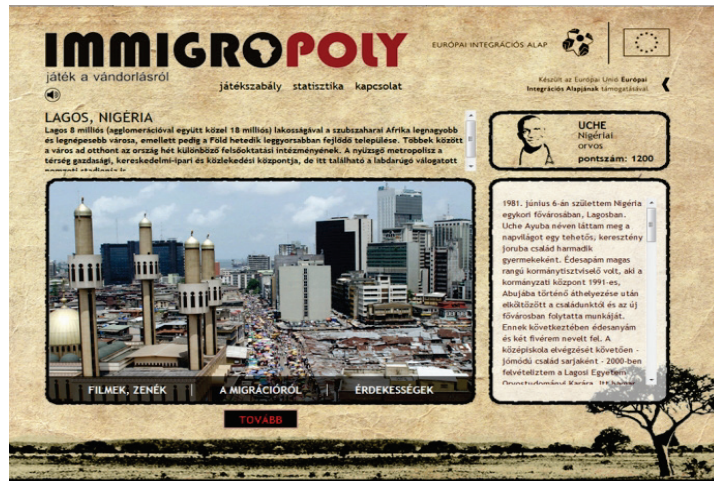 IMMIGROPOLY
játék a vándorlásról
EURÓPAI INTEGRÁCIÓS ALAP
játékszabály statisztika kapcsolat
Készült az Európai Unió Európai
Integrációs Alapjának támogatásával
LAGOS, NIGÉRIA
Lagos 8 milliós (agglomerációval együtt közel 18 milliós) lakosságával a szubszaharai Afrika legnagyobb
és legnépesebb városa, emellett pedig a Föld hetedik leggyorsabban fejlődő települése. Többek között
a város ad otthont az ország hét különböző felsőoktatási intézményének. A nyüzsgő metropolisz a
térség gazdasági, kereskedelmi-ipari és közlekedési központja, de itt található a labdarúgó válogatott
nemzeti stadionja is.
UCHE
Nigériai
orvos
pontszám: 1200
1981. június 6-án születtem Nigéria
egykori fővárosában, Lagosban.
Uche Ayuba néven láttam meg a
napvilágot egy tehetős, keresztény
joruba család harmadik
gyermekeként. Édesapám magas
rangú kormánytisztviselő volt, aki a
kormányzati központ 1991-es,
Abujába történő áthelyezése után
elköltözött a családunktól és az új
fővárosban folytatta munkáját.
Ennek következtében édesanyám
és két fivérem nevelt fel. A
középiskola elvégzését követően -
jómódú család sarjaként - 2000-ben
felvételiztem a Lagosi Egyetem
Orvostudományi Karára. Itt
FILMEK, ZENÉK | A MIGRÁCIÓRÓL | ÉRDEKESSÉGEK
TOVÁBB